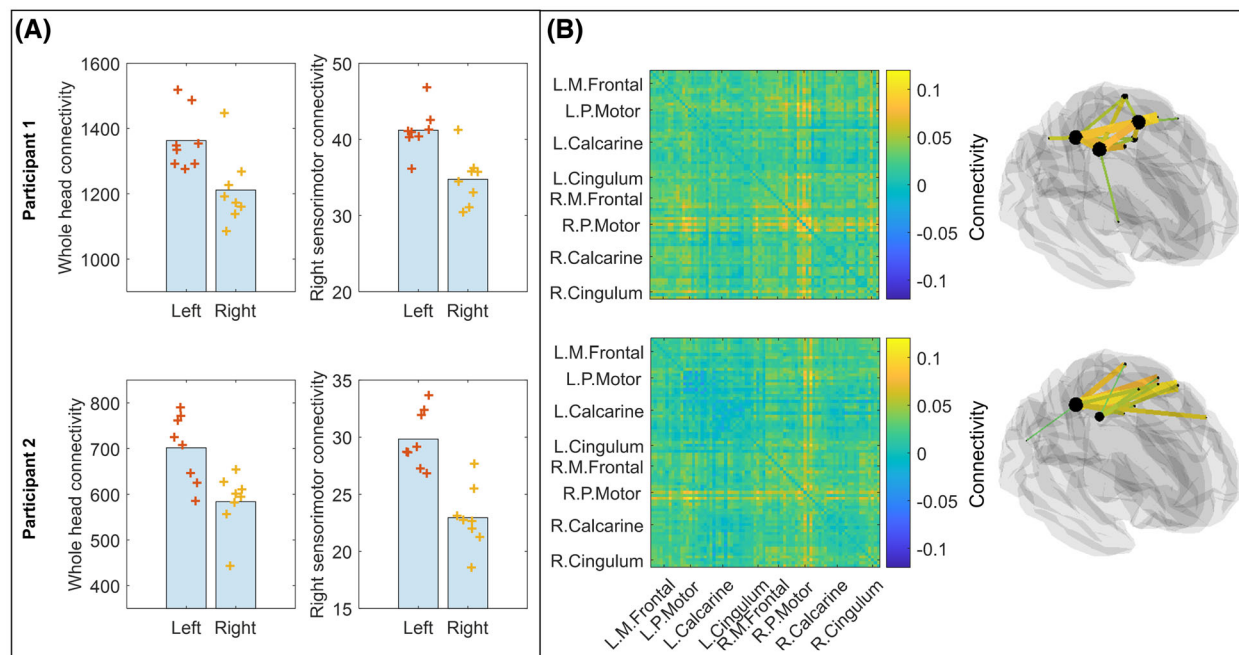 (A)
Participant 1
Whole head connectivity
1600
1400
1200
1000
Left Right
Right sensorimotor connectivity
50
40
30
20
Left Right
Participant 2
Whole head connectivity
800
700
600
500
400
Left Right
Right sensorimotor connectivity
35
30
25
20
15
Left Right
(B)
L.M.Frontal
L.P.Motor
L.Calcarine
L.Cingulum
R.M.Frontal
R.P.Motor
R.Calcarine
R.Cingulum
0.1
0.05
0
-0.05
-0.1
Connectivity
L.M.Frontal
L.P.Motor
L.Calcarine
L.Cingulum
R.M.Frontal
R.P.Motor
R.Calcarine
R.Cingulum
L.M.Frontal
L.P.Motor
L.Calcarine
L.Cingulum
R.M.Frontal
R.P.Motor
R.Calcarine
R.Cingulum
0.1
0.05
0
-0.05
-0.1
Connectivity